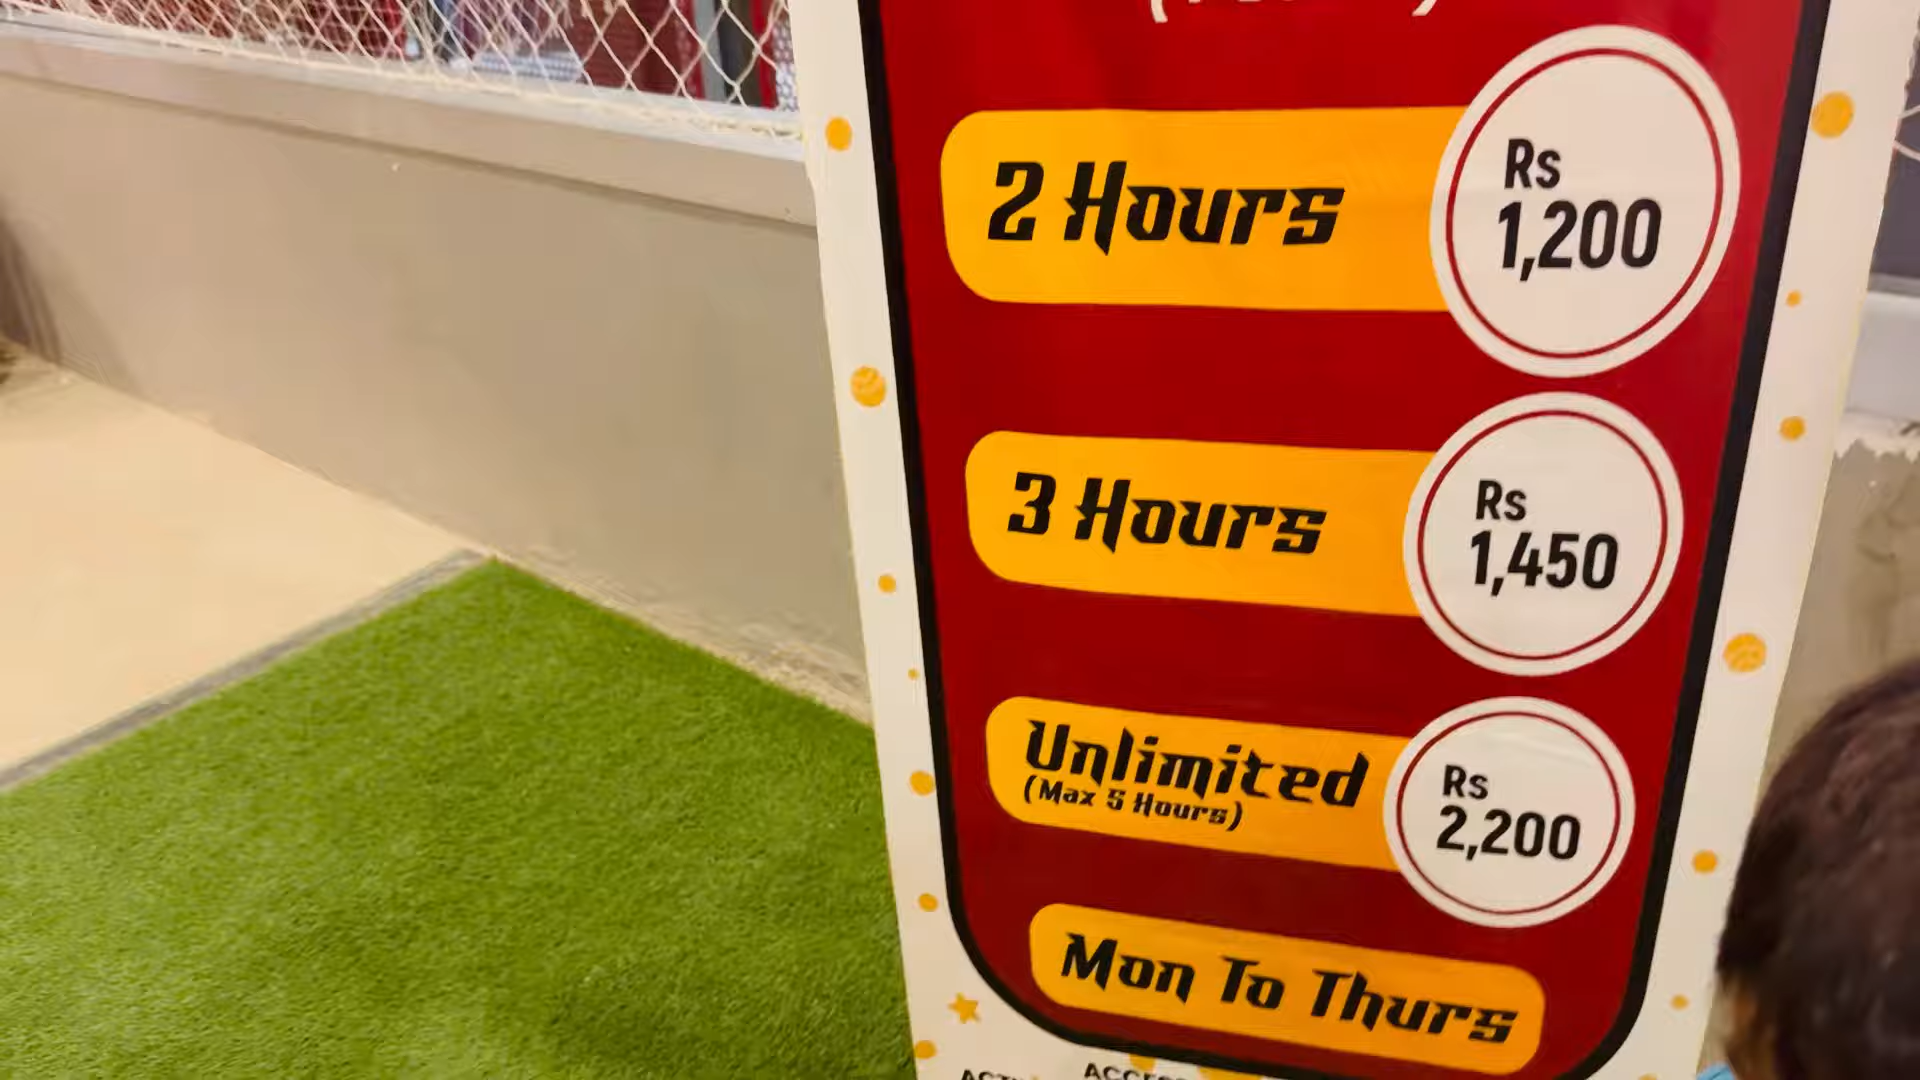 2 Hours
Rs
1,200
3 Hours
Rs
1,450
Unlimited
(Max 5 Hours)
Rs
2,200
Mon To Thurs